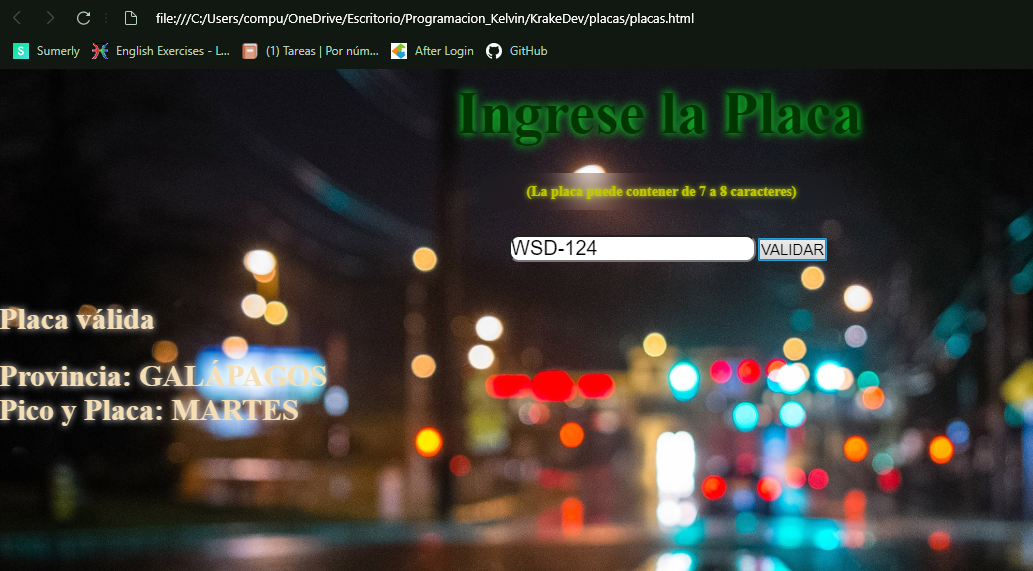 file:///C:/Users/compu/OneDrive/Escritorio/Programacion_Kelvin/KrakeDev/placas/placas.html
Sumerly English Exercises - L... (1) Tareas | Por núm... After Login GitHub
Ingrese la Placa
(La placa puede contener de 7 a 8 caracteres)
WSD-124 VALIDAR
Placa válida
Provincia: GALÁPAGOS
Pico y Placa: MARTES